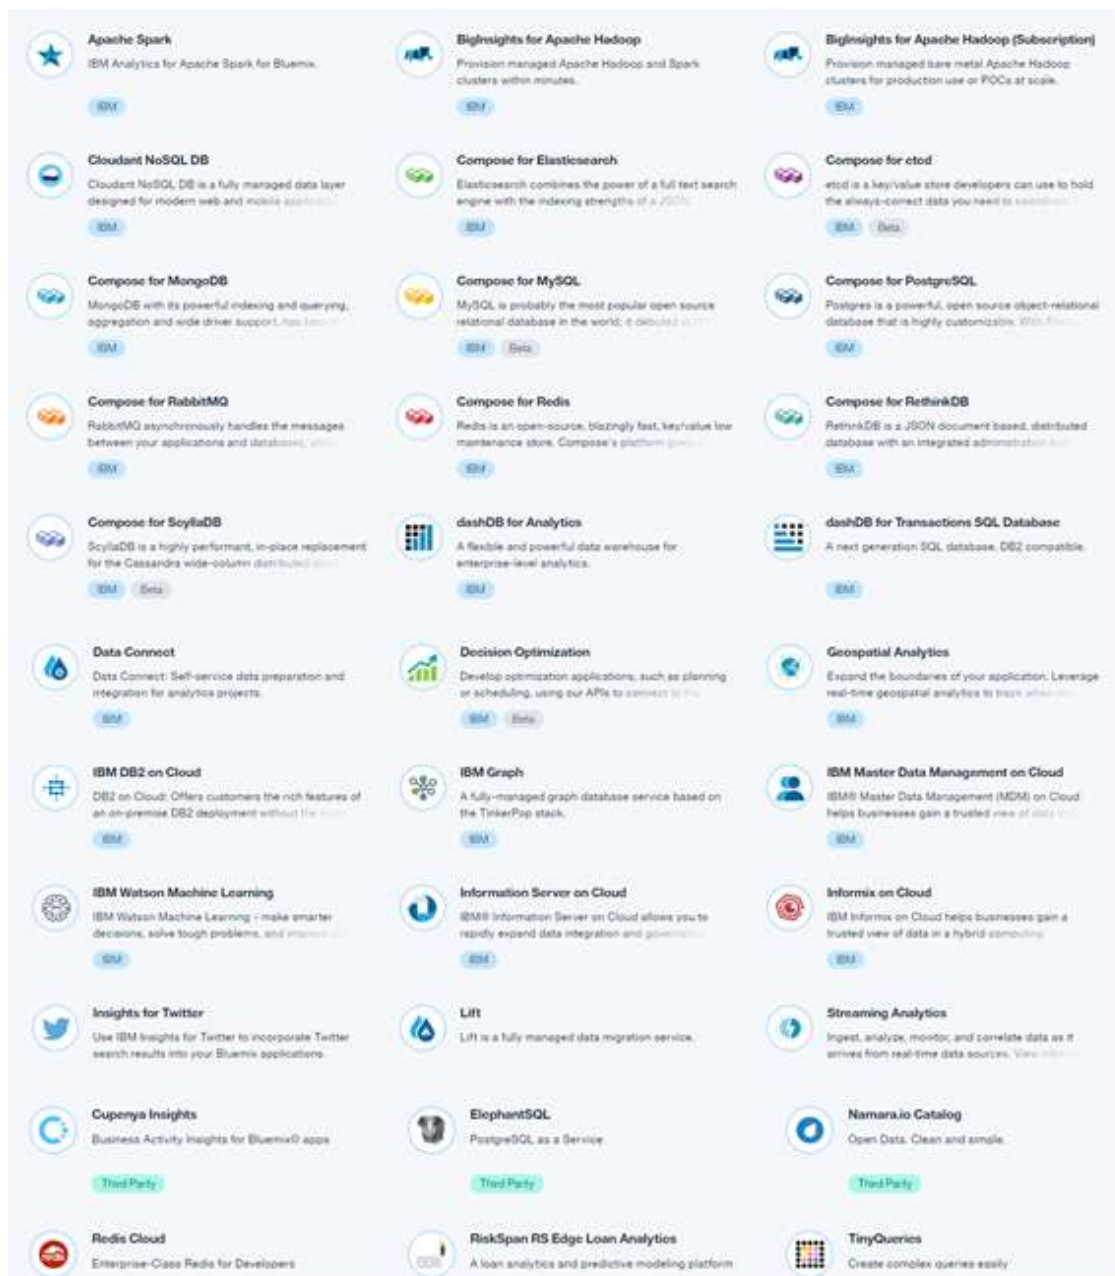 Apache Spark
IBM Analytics for Apache Spark for Bluemix.
IBM
BigInsights for Apache Hadoop
Provision managed Apache Hadoop and Spark
clusters within minutes.
IBM
BigInsights for Apache Hadoop (Subscription)
Provision managed bare metal Apache Hadoop
clusters for production use or POCs at scale.
IBM
Cloudant NoSQL DB
Cloudant NoSQL DB is a fully managed data layer
designed for modern web and mobile
IBM
Compose for Elasticsearch
Elasticsearch combines the power of a full text search
engine with the indexing strengths of a JSON
IBM
Compose for etcd
etcd is a key/value store developers can use to hold
the always-correct data you need to
IBM Beta
Compose for MongoDB
MongoDB with its powerful indexing and querying,
aggregation and wide driver support, has
IBM
Compose for MySQL
MySQL is probably the most popular open source
relational database in the world; it debuted
IBM Beta
Compose for PostgreSQL
Postgres is a powerful, open source object-relational
database that is highly customizable. With
IBM
Compose for RabbitMQ
RabbitMQ asynchronously handles the messages
between your applications and databases,
IBM
Compose for Redis
Redis is an open-source, blazingly fast, key/value low
maintenance store. Compose's platform
IBM
Compose for RethinkDB
RethinkDB is a JSON document based, distributed
database with an integrated administration
IBM
Compose for ScyllaDB
ScyllaDB is a highly performant, in-place replacement
for the Cassandra wide-column distributed
IBM Beta
dashDB for Analytics
A flexible and powerful data warehouse for
enterprise-level analytics.
IBM
dashDB for Transactions SQL Database
A next generation SQL database. DB2 compatible.
IBM
Data Connect
Data Connect: Self-service data preparation and
integration for analytics projects.
IBM
Decision Optimization
Develop optimization applications, such as planning
or scheduling, using our APIs to connect to
IBM Beta
Geospatial Analytics
Expand the boundaries of your application. Leverage
real-time geospatial analytics to track when
IBM
IBM DB2 on Cloud
DB2 on Cloud: Offers customers the rich features of
an on-premise DB2 deployment without the
IBM
IBM Graph
A fully-managed graph database service based on
the TinkerPop stack.
IBM
IBM Master Data Management on Cloud
IBM® Master Data Management (MDM) on Cloud
helps businesses gain a trusted view of data
IBM
IBM Watson Machine Learning
IBM Watson Machine Learning - make smarter
decisions, solve tough problems, and improve
IBM
Information Server on Cloud
IBM® Information Server on Cloud allows you to
rapidly expand data integration and
IBM
Informix on Cloud
IBM Informix on Cloud helps businesses gain a
trusted view of data in a hybrid computing
IBM
Insights for Twitter
Use IBM Insights for Twitter to incorporate Twitter
search results into your Bluemix applications.
Lift
Lift is a fully managed data migration service.
Streaming Analytics
Ingest, analyze, monitor, and correlate data as it
arrives from real-time data sources. View
Cupenya Insights
Business Activity Insights for Bluemix© apps
Third Party
ElephantSQL
PostgreSQL as a Service
Third Party
Namara.io Catalog
Open Data. Clean and simple.
Third Party
Redis Cloud
Enterprise-Class Redis for Developers
RiskSpan RS Edge Loan Analytics
A loan analytics and predictive modeling platform
TinyQueries
Create complex queries easily